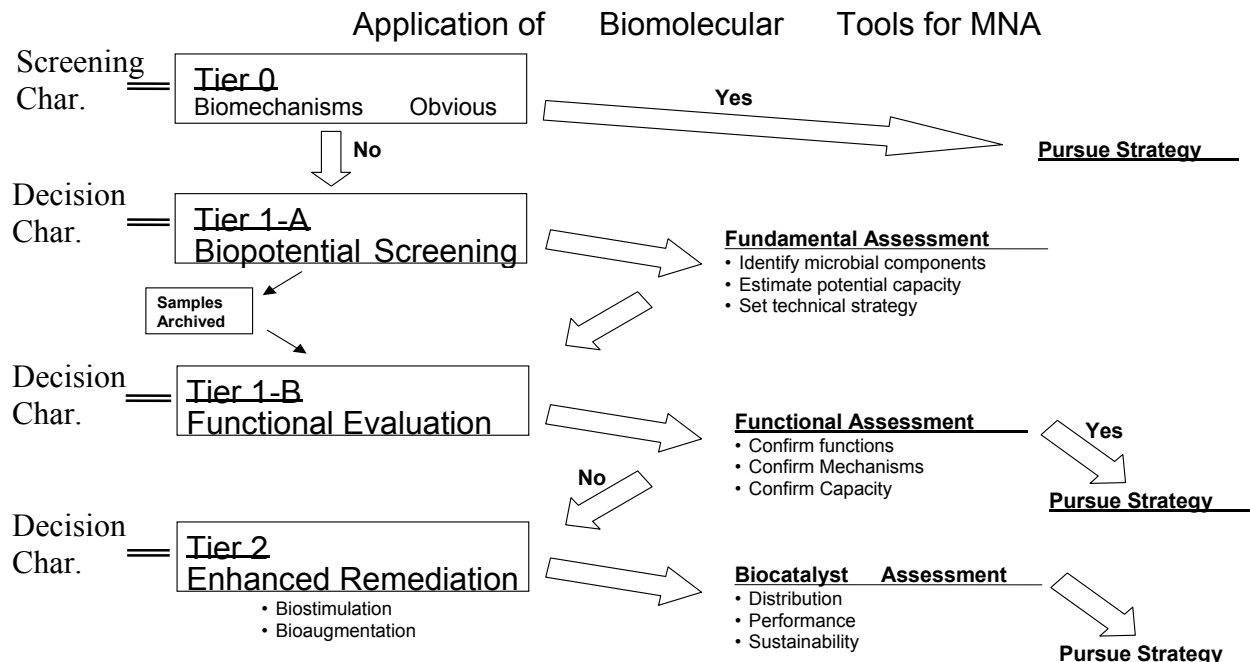 Application of Biomolecular Tools for MNA
Screening
Char.
Tier 0
Biomechanisms Obvious
Yes
Pursue Strategy
No
Decision
Char.
Tier 1-A
Biopotential Screening
Fundamental Assessment
• Identify microbial components
• Estimate potential capacity
• Set technical strategy
Samples
Archived
Decision
Char.
Tier 1-B
Functional Evaluation
Functional Assessment
• Confirm functions
• Confirm Mechanisms
• Confirm Capacity
Yes
Pursue Strategy
No
Decision
Char.
Tier 2
Enhanced Remediation
• Biostimulation
• Bioaugmentation
Biocatalyst Assessment
• Distribution
• Performance
• Sustainability
Pursue Strategy